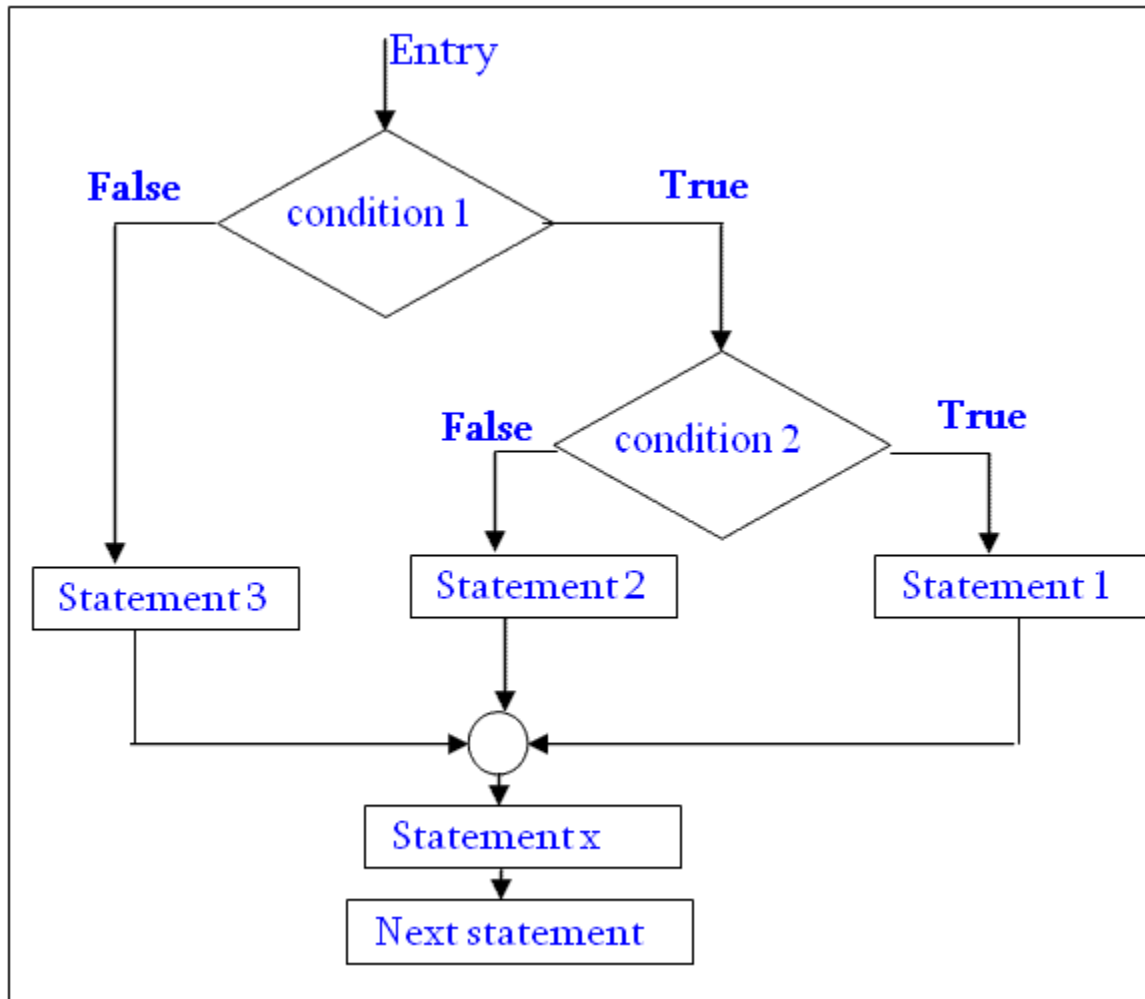 Entry
False
True
condition 1
False
True
condition 2
Statement 3
Statement 2
Statement 1
Statement x
Next statement